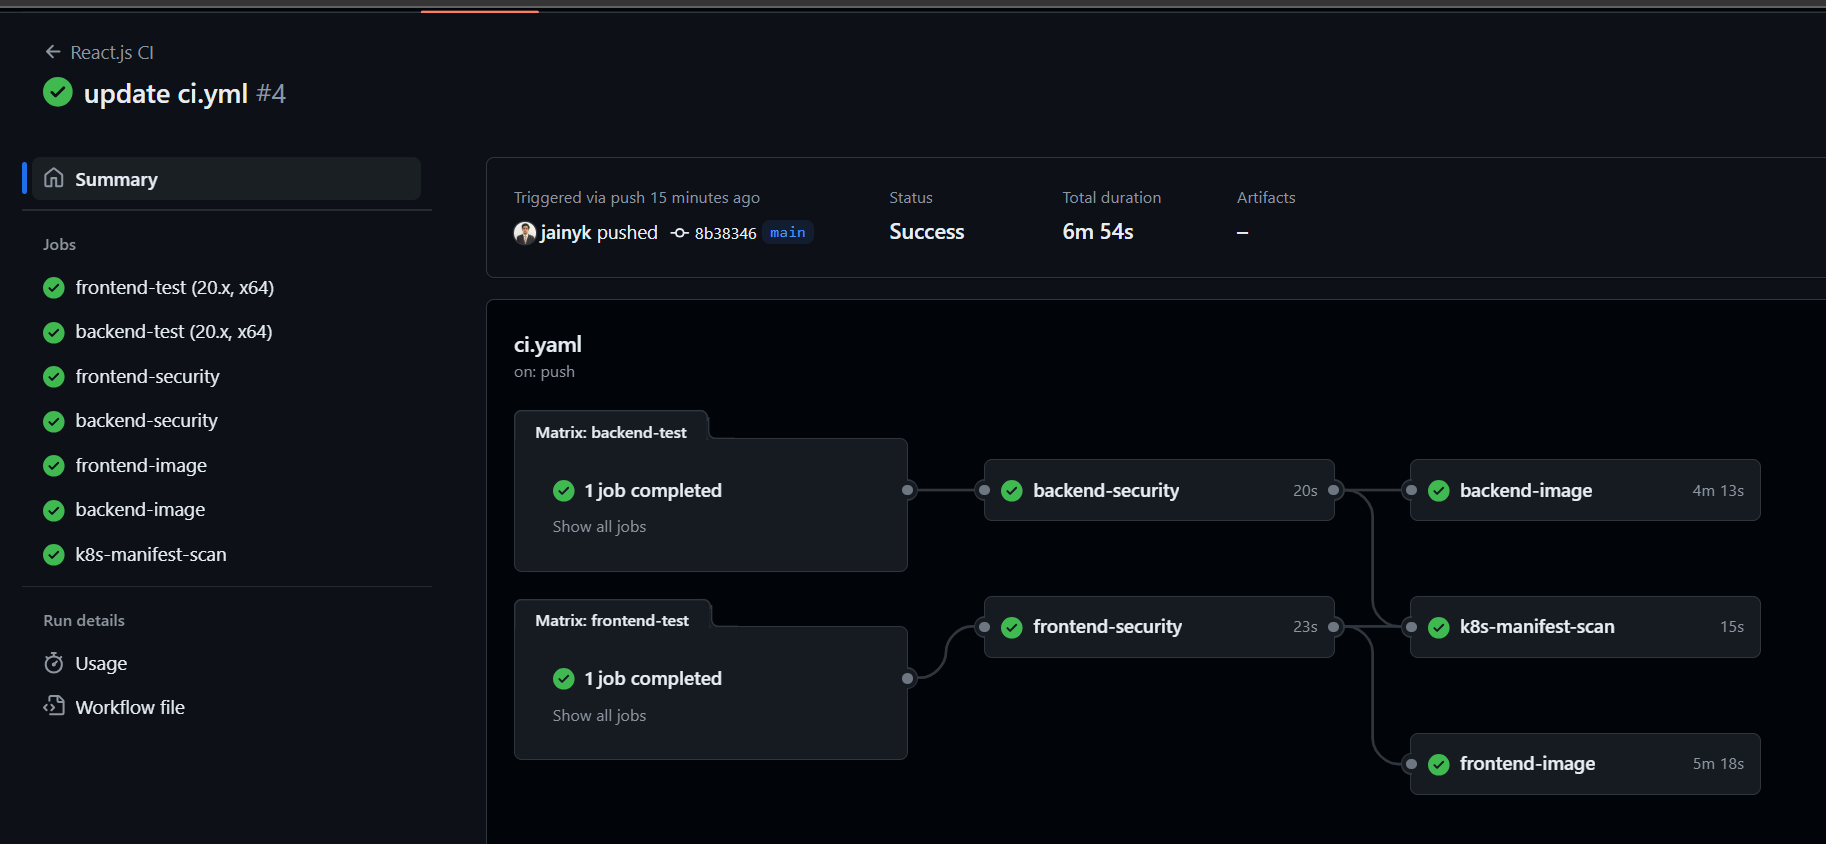 React.js CI
update ci.yml #4
Summary
Jobs
frontend-test (20.x, x64)
backend-test (20.x, x64)
frontend-security
backend-security
frontend-image
backend-image
k8s-manifest-scan
Run details
Usage
Workflow file
Triggered via push 15 minutes ago
jainyk pushed 8b38346 main
Status
Success
Total duration
6m 54s
Artifacts
–
ci.yaml
on: push
Matrix: backend-test
1 job completed
Show all jobs
Matrix: frontend-test
1 job completed
Show all jobs
backend-security 20s
frontend-security 23s
backend-image 4m 13s
k8s-manifest-scan 15s
frontend-image 5m 18s